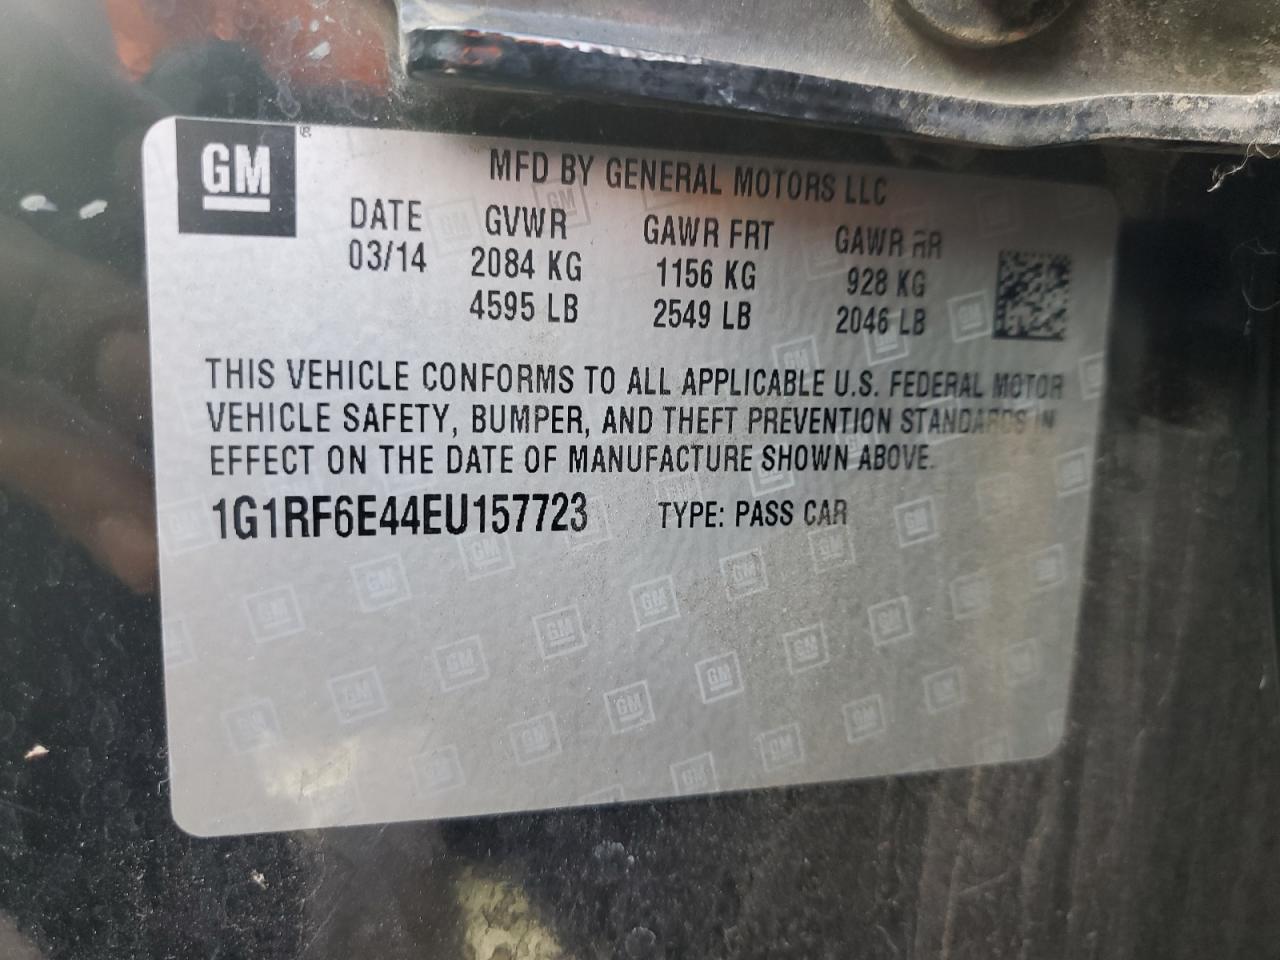 GM ®
MFD BY GENERAL MOTORS LLC
DATE GVWR GAWR FRT GAWR RR
03/14 2084 KG 1156 KG 928 KG
4595 LB 2549 LB 2046 LB
THIS VEHICLE CONFORMS TO ALL APPLICABLE U.S. FEDERAL MOTOR
VEHICLE SAFETY, BUMPER, AND THEFT PREVENTION STANDARDS IN
EFFECT ON THE DATE OF MANUFACTURE SHOWN ABOVE.
1G1RF6E44EU157723 TYPE: PASS CAR